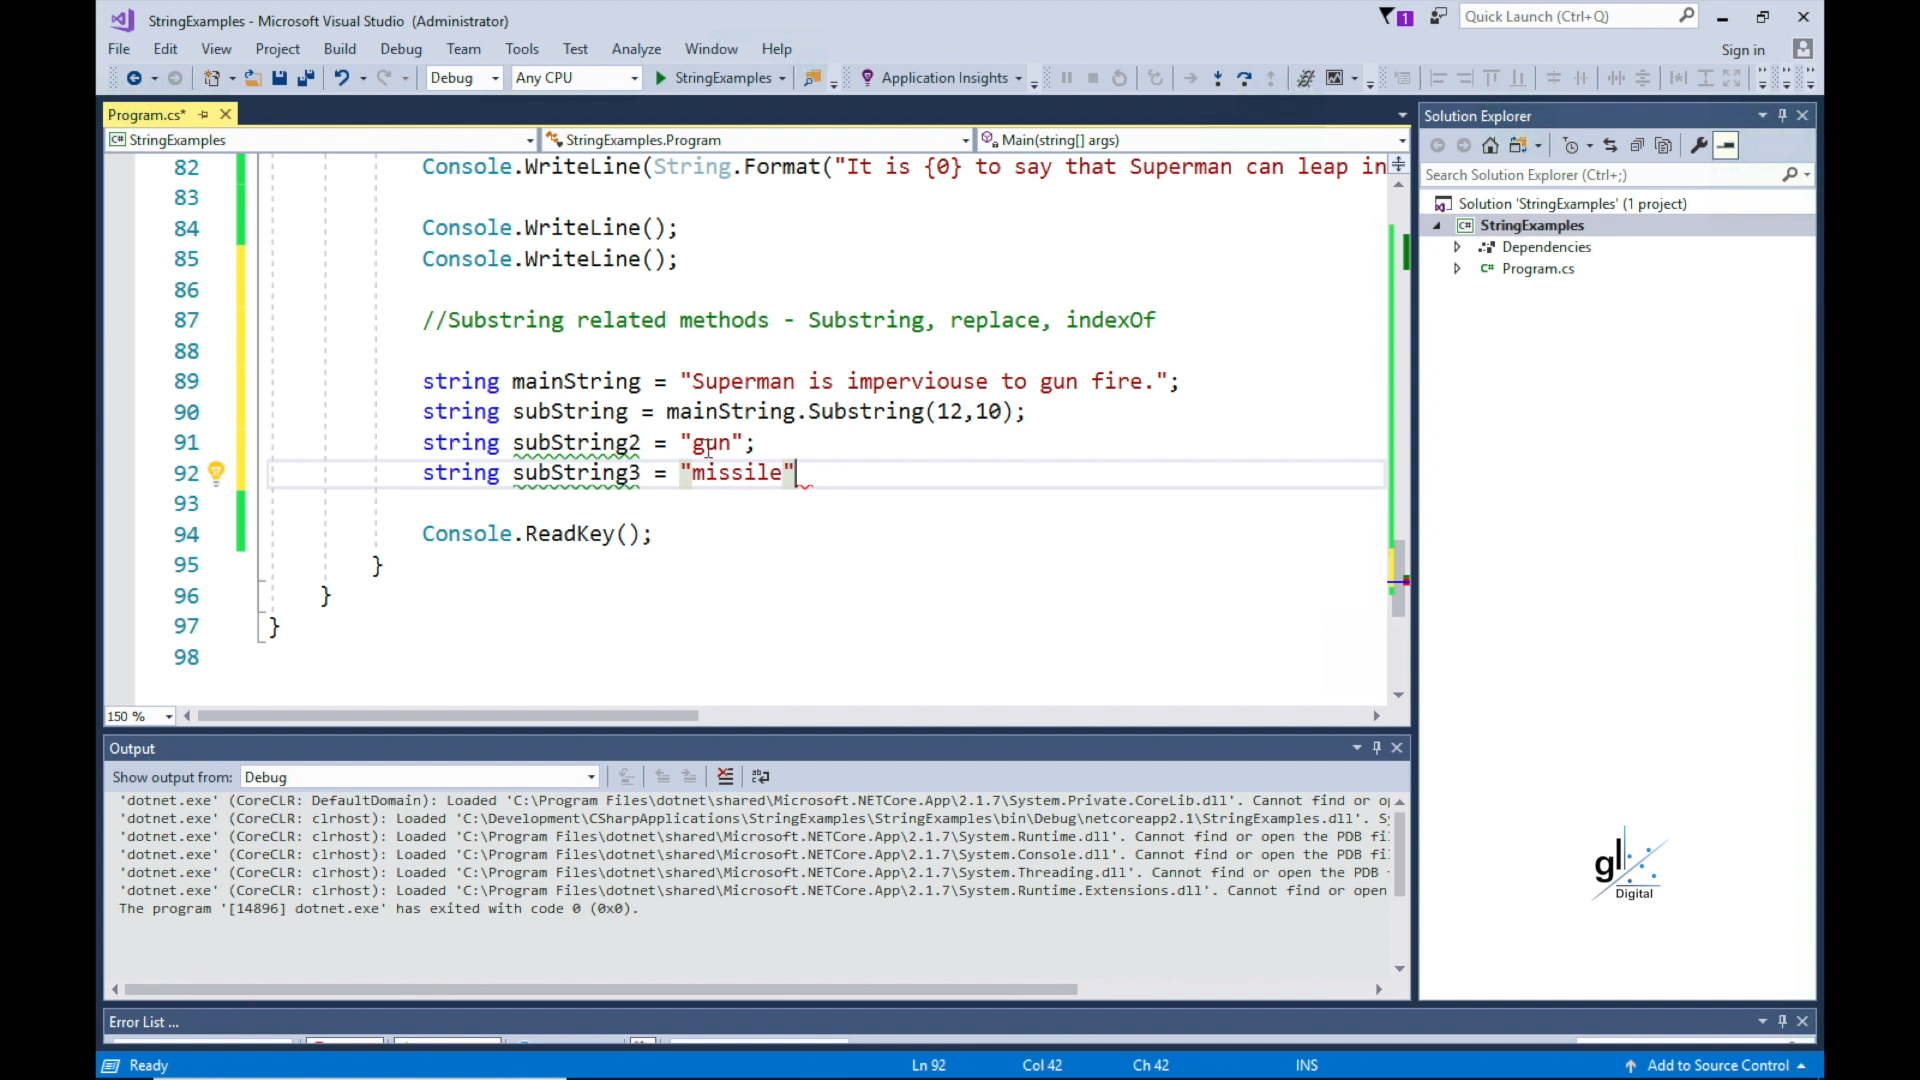 StringExamples - Microsoft Visual Studio (Administrator)
1
Quick Launch (Ctrl+Q)
File Edit View Project Build Debug Team Tools Test Analyze Window Help
Sign in
Debug Any CPU StringExamples Application Insights
Program.cs*
StringExamples StringExamples.Program Main(string[] args)
82 Console.WriteLine(String.Format("It is {0} to say that Superman can leap in
83
84 Console.WriteLine();
85 Console.WriteLine();
86
87 //Substring related methods - Substring, replace, indexOf
88
89 string mainString = "Superman is imperviouse to gun fire.";
90 string subString = mainString.Substring(12,10);
91 string subString2 = "gun";
92 string subString3 = "missile"
93
94 Console.ReadKey();
95 }
96 }
97 }
98
150 %
Solution Explorer
Search Solution Explorer (Ctrl+;)
Solution 'StringExamples' (1 project)
C# StringExamples
Dependencies
C# Program.cs
Output
Show output from: Debug
'dotnet.exe' (CoreCLR: DefaultDomain): Loaded 'C:\Program Files\dotnet\shared\Microsoft.NETCore.App\2.1.7\System.Private.CoreLib.dll'. Cannot find or
'dotnet.exe' (CoreCLR: clrhost): Loaded 'C:\Development\CSharpApplications\StringExamples\StringExamples\bin\Debug\netcoreapp2.1\StringExamples.dll'.
'dotnet.exe' (CoreCLR: clrhost): Loaded 'C:\Program Files\dotnet\shared\Microsoft.NETCore.App\2.1.7\System.Runtime.dll'. Cannot find or open the PDB
'dotnet.exe' (CoreCLR: clrhost): Loaded 'C:\Program Files\dotnet\shared\Microsoft.NETCore.App\2.1.7\System.Console.dll'. Cannot find or open the PDB
'dotnet.exe' (CoreCLR: clrhost): Loaded 'C:\Program Files\dotnet\shared\Microsoft.NETCore.App\2.1.7\System.Threading.dll'. Cannot find or open the PDB
'dotnet.exe' (CoreCLR: clrhost): Loaded 'C:\Program Files\dotnet\shared\Microsoft.NETCore.App\2.1.7\System.Runtime.Extensions.dll'. Cannot find or open
The program '[14896] dotnet.exe' has exited with code 0 (0x0).
gl
Digital
Error List ...
Ready Ln 92 Col 42 Ch 42 INS Add to Source Control